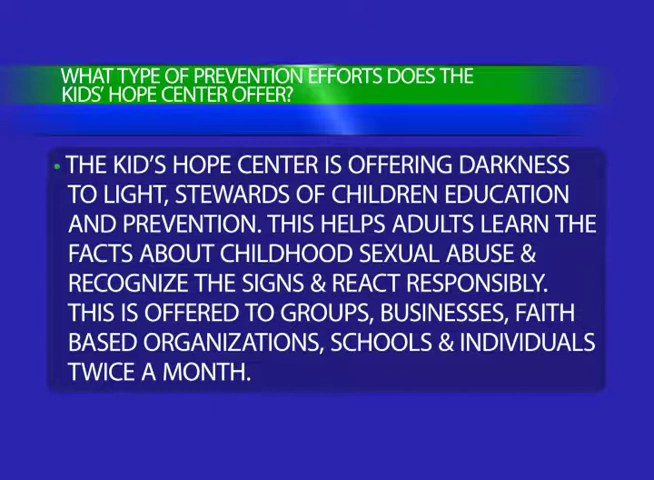 WHAT TYPE OF PREVENTION EFFORTS DOES THE
KIDS' HOPE CENTER OFFER?
• THE KID'S HOPE CENTER IS OFFERING DARKNESS
TO LIGHT, STEWARDS OF CHILDREN EDUCATION
AND PREVENTION. THIS HELPS ADULTS LEARN THE
FACTS ABOUT CHILDHOOD SEXUAL ABUSE &
RECOGNIZE THE SIGNS & REACT RESPONSIBLY.
THIS IS OFFERED TO GROUPS, BUSINESSES, FAITH
BASED ORGANIZATIONS, SCHOOLS & INDIVIDUALS
TWICE A MONTH.